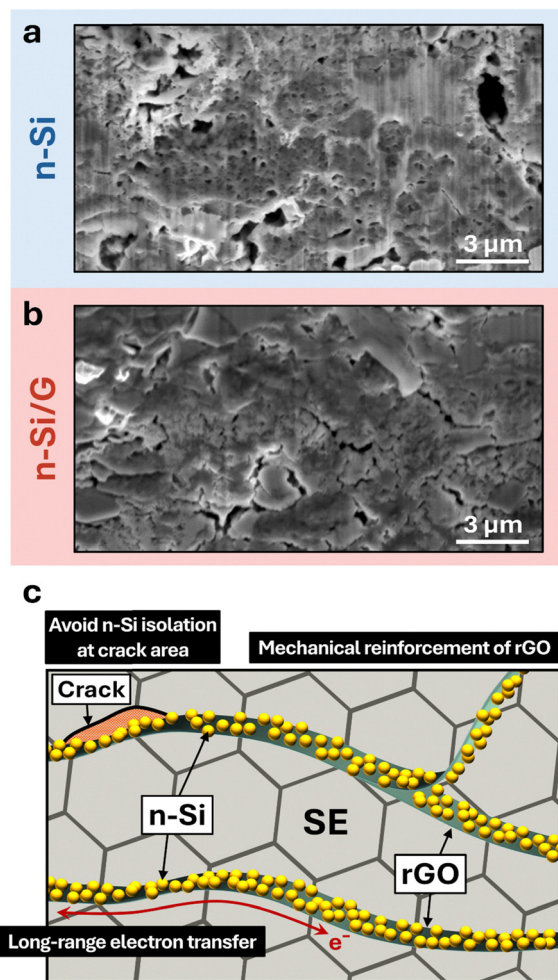 a
n-Si
3 µm
b
n-Si/G
3 µm
c
Avoid n-Si isolation
at crack area
Mechanical reinforcement of rGO
Crack
n-Si
SE
rGO
Long-range electron transfer
e⁻